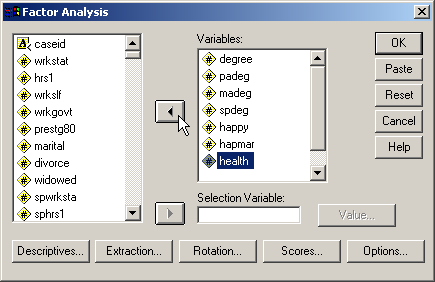 Factor Analysis
caseid
wrkstat
hrs1
wrkslf
wrkgovt
prestg80
marital
divorce
widowed
spwrksta
sphrs1
Variables:
degree
padeg
madeg
spdeg
happy
hapmar
health
Selection Variable:
Value...
OK
Paste
Reset
Cancel
Help
Descriptives...
Extraction...
Rotation...
Scores...
Options...